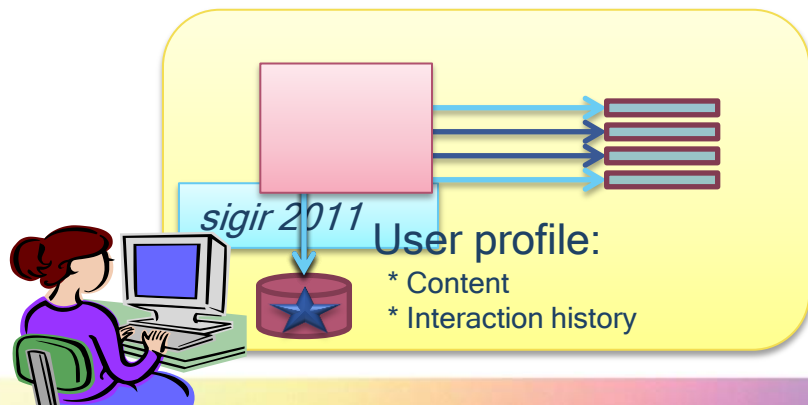 sigir 2011
User profile:
* Content
* Interaction history